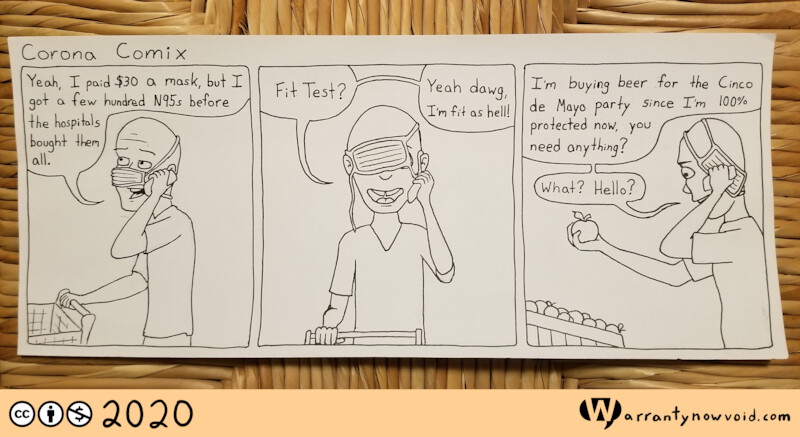 Corona Comix
Yeah, I paid $30 a mask, but I
got a few hundred N95s before
the hospitals
bought them
all.
Fit Test?
Yeah dawg,
I'm fit as hell!
I'm buying beer for the Cinco
de Mayo party since I'm 100%
protected now, you
need anything?
What? Hello?
cc $ 2020
Warrantynowvoid.com